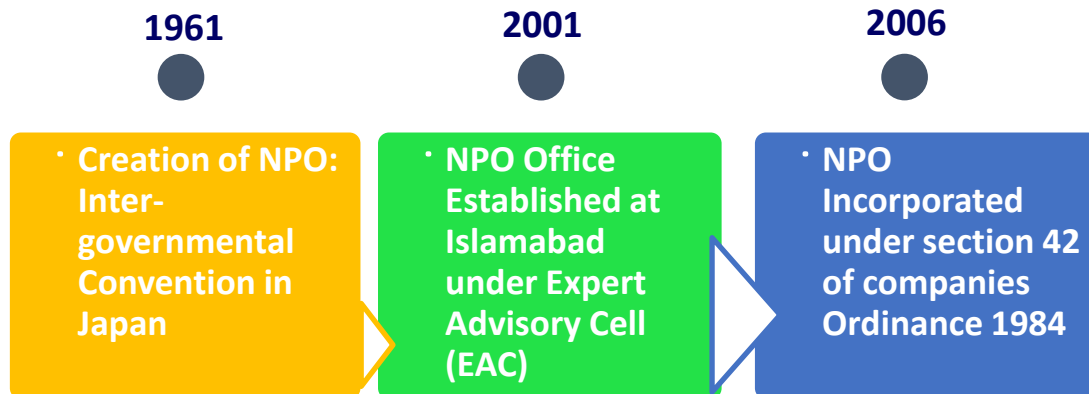 1961
2001
2006
· Creation of NPO:
Inter-
governmental
Convention in
Japan
· NPO Office
Established at
Islamabad
under Expert
Advisory Cell
(EAC)
· NPO
Incorporated
under section 42
of companies
Ordinance 1984